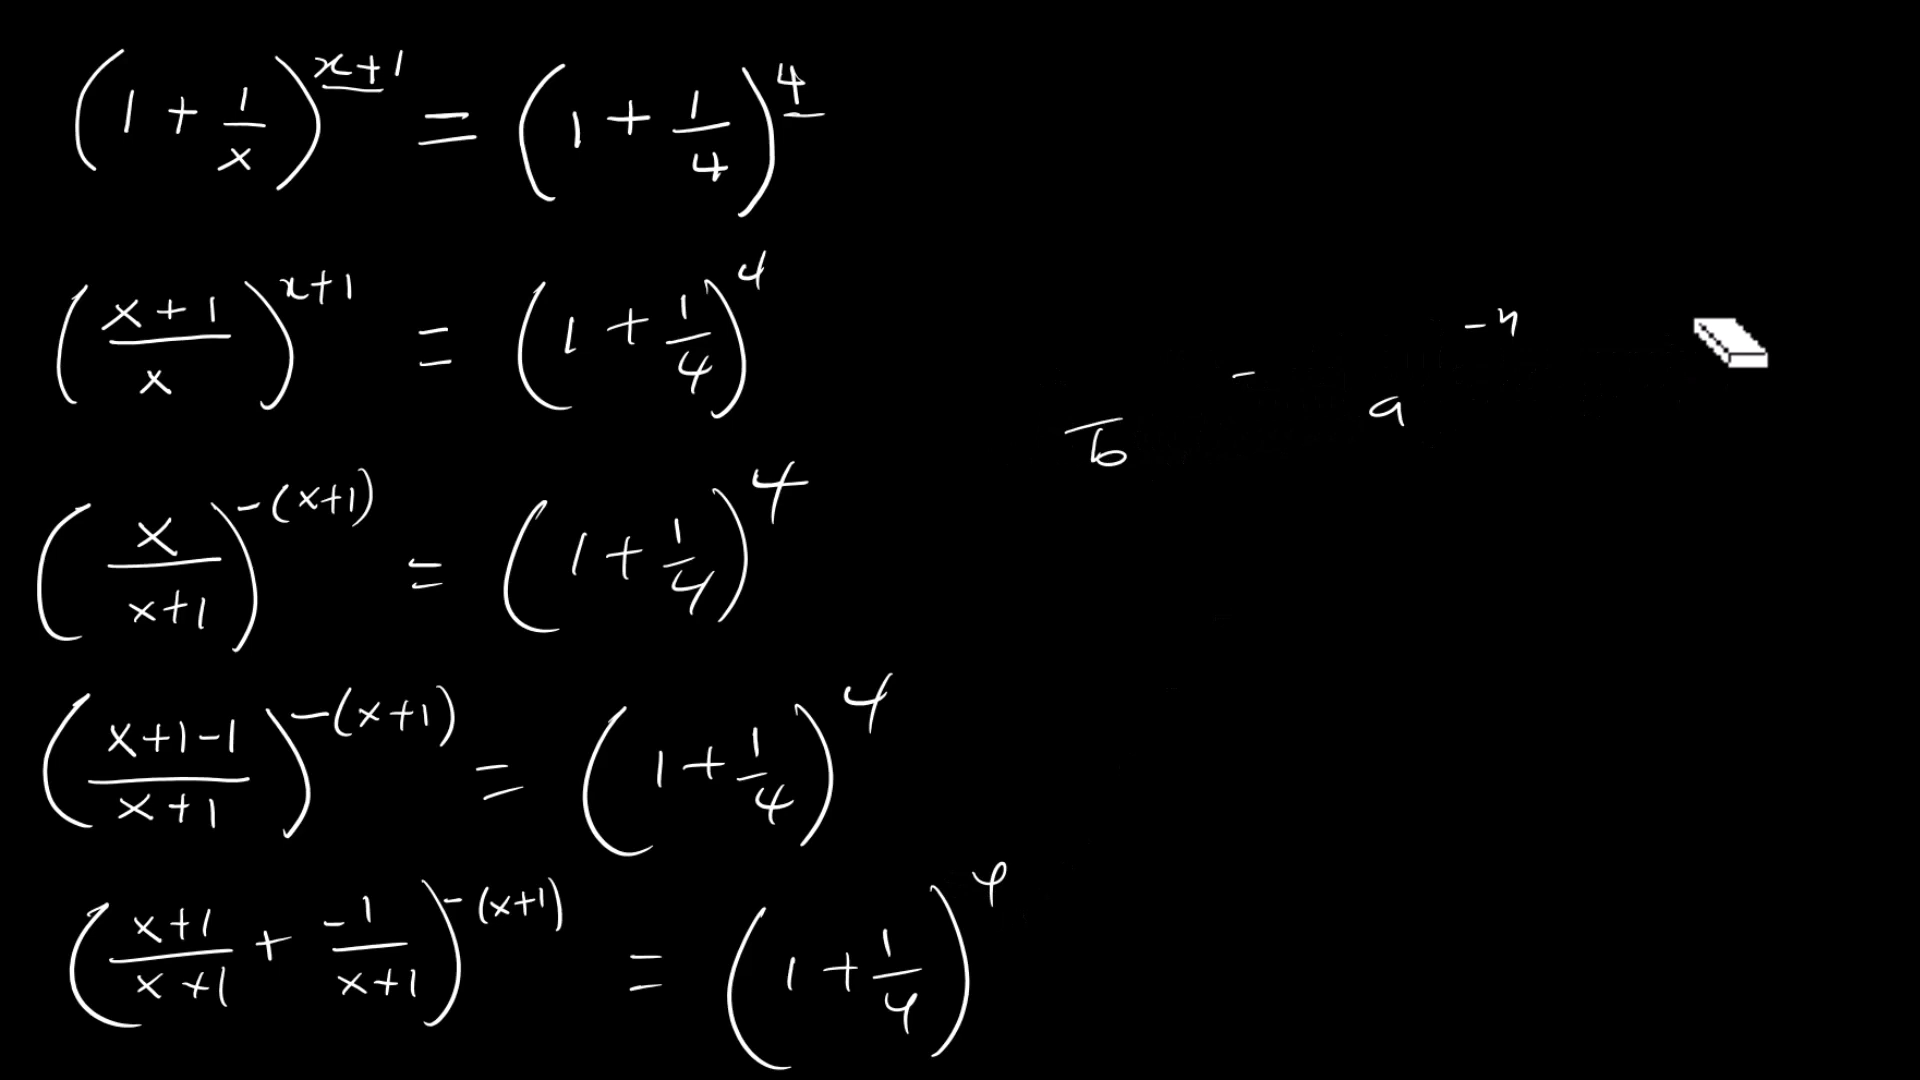 (1 + 1/x)^(x+1) = (1 + 1/4)^4
((x+1)/x)^(x+1) = (1 + 1/4)^4
(x/(x+1))^(-(x+1)) = (1 + 1/4)^4
((x+1-1)/(x+1))^(-(x+1)) = (1 + 1/4)^4
((x+1)/(x+1) + (-1)/(x+1))^(-(x+1)) = (1 + 1/4)^4
-n
-
a
b